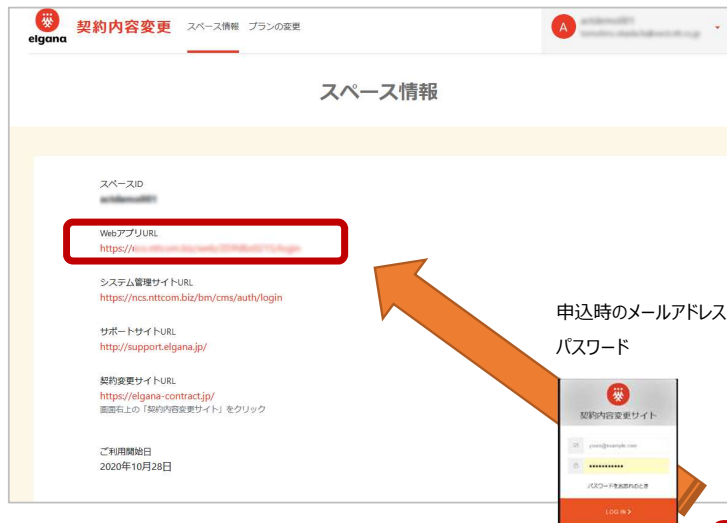 elgana
契約内容変更 スペース情報 プランの変更
A
スペース情報
スペースID
WebアプリURL
https://
システム管理サイトURL
https://ncs.nttcom.biz/bm/cms/auth/login
サポートサイトURL
http://support.elgana.jp/
契約変更サイトURL
https://elgana-contract.jp/
画面右上の「契約内容変更サイト」をクリック
ご利用開始日
2020年10月28日
申込時のメールアドレス
パスワード
契約内容変更サイト
yours@example.com
パスワードをお忘れのとき
LOG IN >